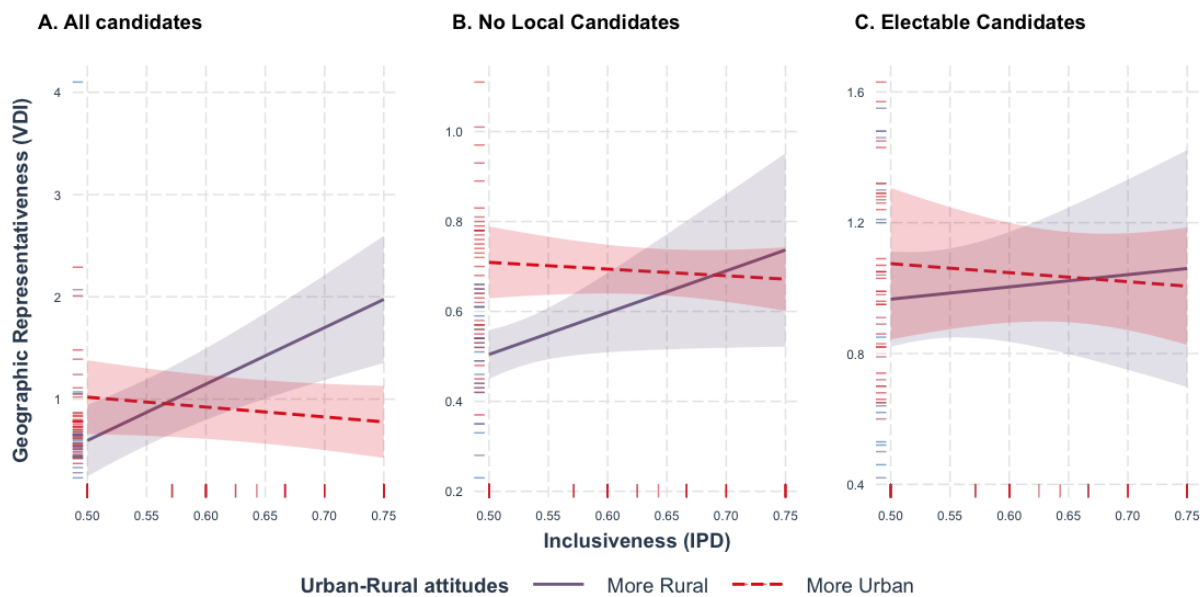 A. All candidates
B. No Local Candidates
C. Electable Candidates
Geographic Representativeness (VDI)
4
3
2
1
0.50 0.55 0.60 0.65 0.70 0.75
1.0
0.8
0.6
0.4
0.2
0.50 0.55 0.60 0.65 0.70 0.75
1.6
1.2
0.8
0.4
0.50 0.55 0.60 0.65 0.70 0.75
Inclusiveness (IPD)
Urban-Rural attitudes More Rural More Urban